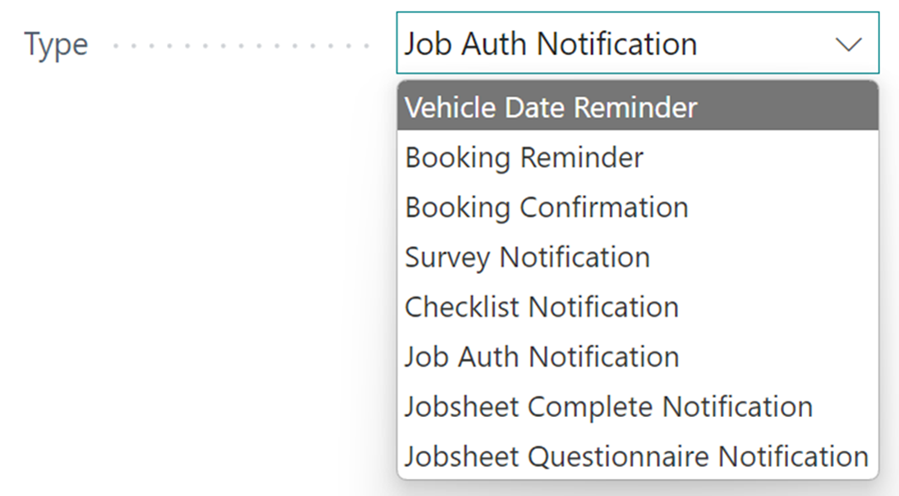 Type Job Auth Notification
Vehicle Date Reminder
Booking Reminder
Booking Confirmation
Survey Notification
Checklist Notification
Job Auth Notification
Jobsheet Complete Notification
Jobsheet Questionnaire Notification